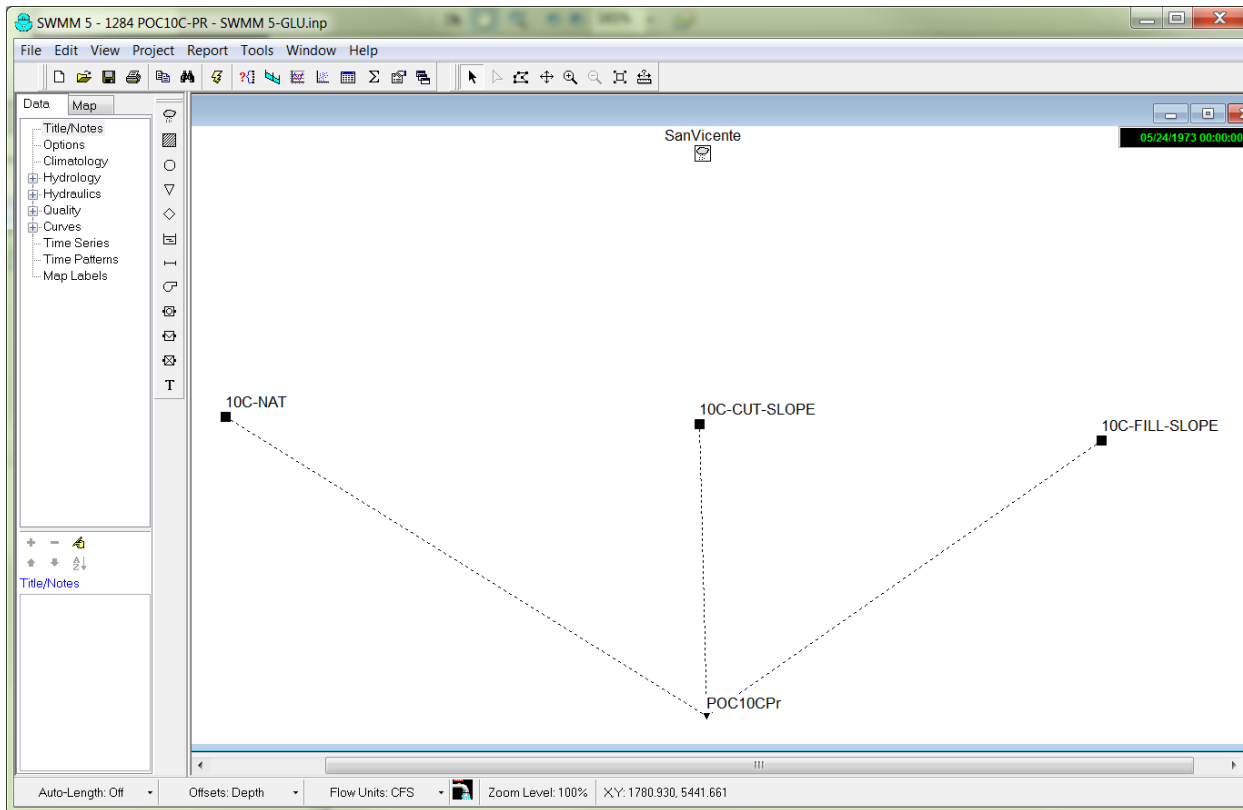 SWMM 5 - 1284 POC10C-PR - SWMM 5-GLU.inp
File Edit View Project Report Tools Window Help
Data Map
Title/Notes
Options
Climatology
Hydrology
Hydraulics
Quality
Curves
Time Series
Time Patterns
Map Labels
T
SanVicente
05/24/1973 00:00:00
10C-NAT
10C-CUT-SLOPE
10C-FILL-SLOPE
POC10CPr
Title/Notes
Auto-Length: Off Offsets: Depth Flow Units: CFS Zoom Level: 100% X,Y: 1780.930, 5441.661